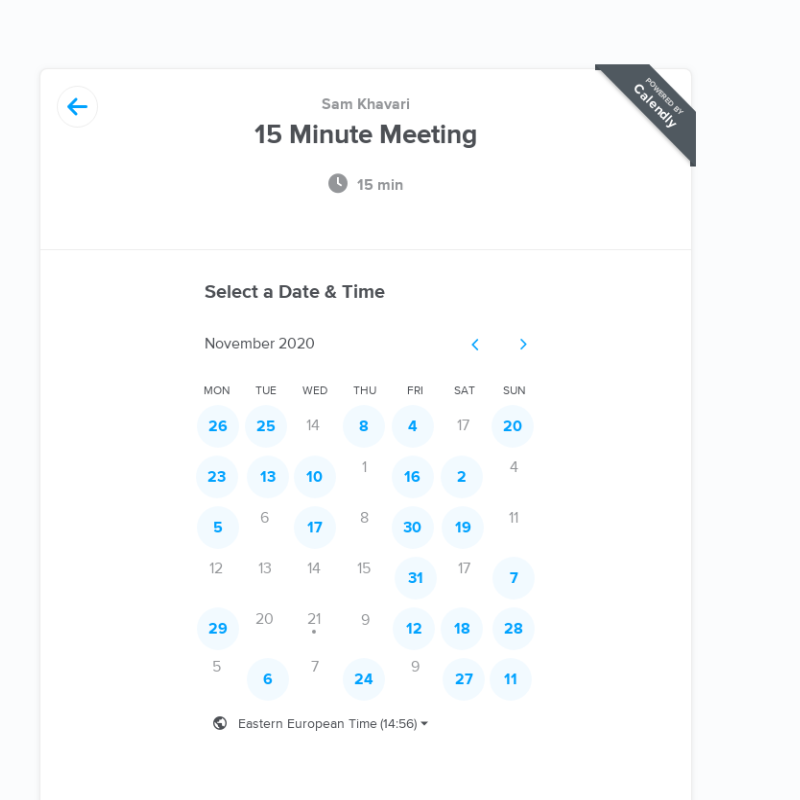 POWERED BY
Calendly
Sam Khavari
15 Minute Meeting
15 min
Select a Date & Time
November 2020
MON TUE WED THU FRI SAT SUN
26 25 14 8 4 17 20
23 13 10 1 16 2 4
5 6 17 8 30 19 11
12 13 14 15 31 17 7
29 20 21 9 12 18 28
5 6 7 24 9 27 11
Eastern European Time (14:56)